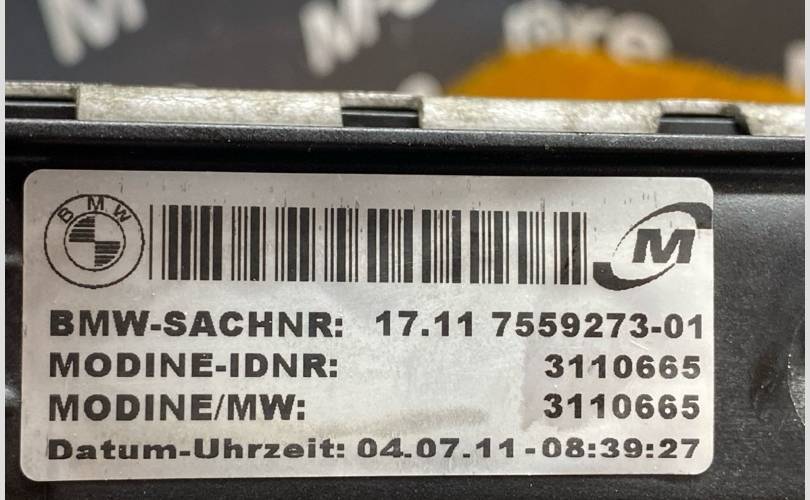 BMW
M
BMW-SACHNR: 17.11 7559273-01
MODINE-IDNR: 3110665
MODINE/MW: 3110665
Datum-Uhrzeit: 04.07.11-08:39:27